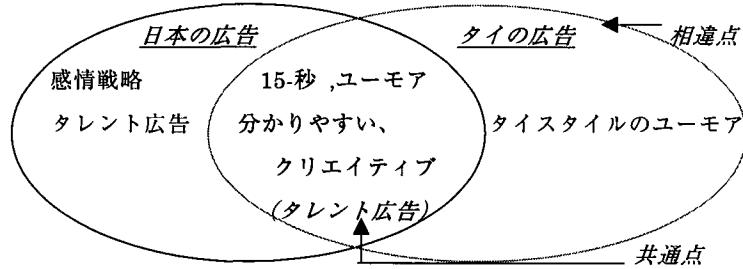 日本の広告 タイの広告 相違点
感情戦略 15-秒 ,ユーモア
タレント広告 分かりやすい、 タイスタイルのユーモア
クリエイティブ
(タレント広告)
共通点